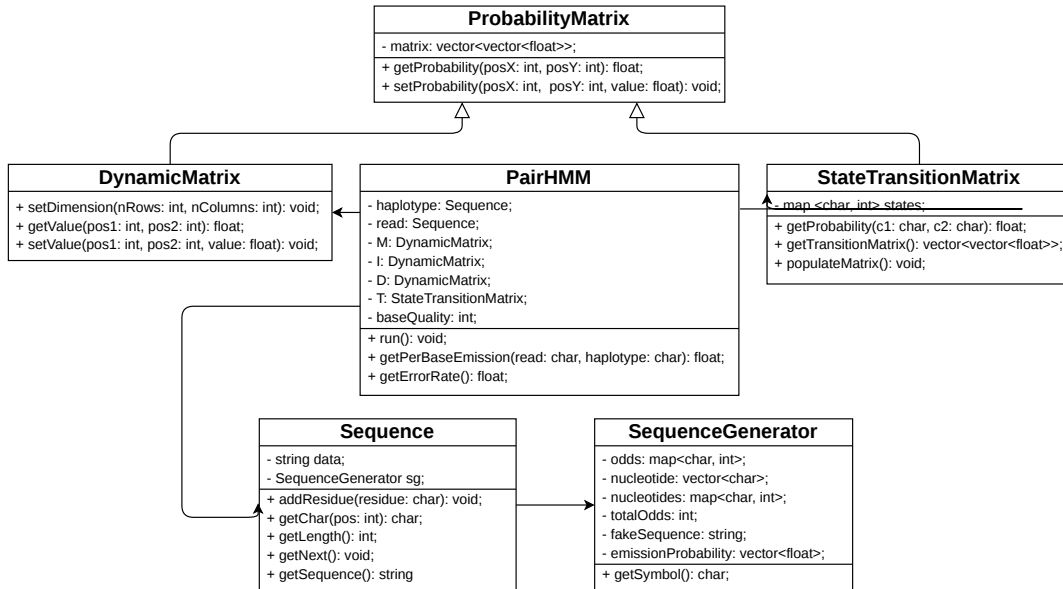 ProbabilityMatrix
- matrix: vector<vector<float>>;
+ getProbability(posX: int, posY: int): float;
+ setProbability(posX: int,  posY: int, value: float): void;
DynamicMatrix
+ setDimension(nRows: int, nColumns: int): void;
+ getValue(pos1: int, pos2: int): float;
+ setValue(pos1: int, pos2: int, value: float): void;
PairHMM
- haplotype: Sequence;
- read: Sequence;
- M: DynamicMatrix;
- I: DynamicMatrix;
- D: DynamicMatrix;
- T: StateTransitionMatrix;
- baseQuality: int;
+ run(): void;
+ getPerBaseEmission(read: char, haplotype: char): float;
+ getErrorRate(): float;
StateTransitionMatrix
- map <char, int> states;
+ getProbability(c1: char, c2: char): float;
+ getTransitionMatrix(): vector<vector<float>>;
+ populateMatrix(): void;
Sequence
- string data;
- SequenceGenerator sg;
+ addResidue(residue: char): void;
+ getChar(pos: int): char;
+ getLength(): int;
+ getNext(): void;
+ getSequence(): string
SequenceGenerator
- odds: map<char, int>;
- nucleotide: vector<char>;
- nucleotides: map<char, int>;
- totalOdds: int;
- fakeSequence: string;
- emissionProbability: vector<float>;
+ getSymbol(): char;